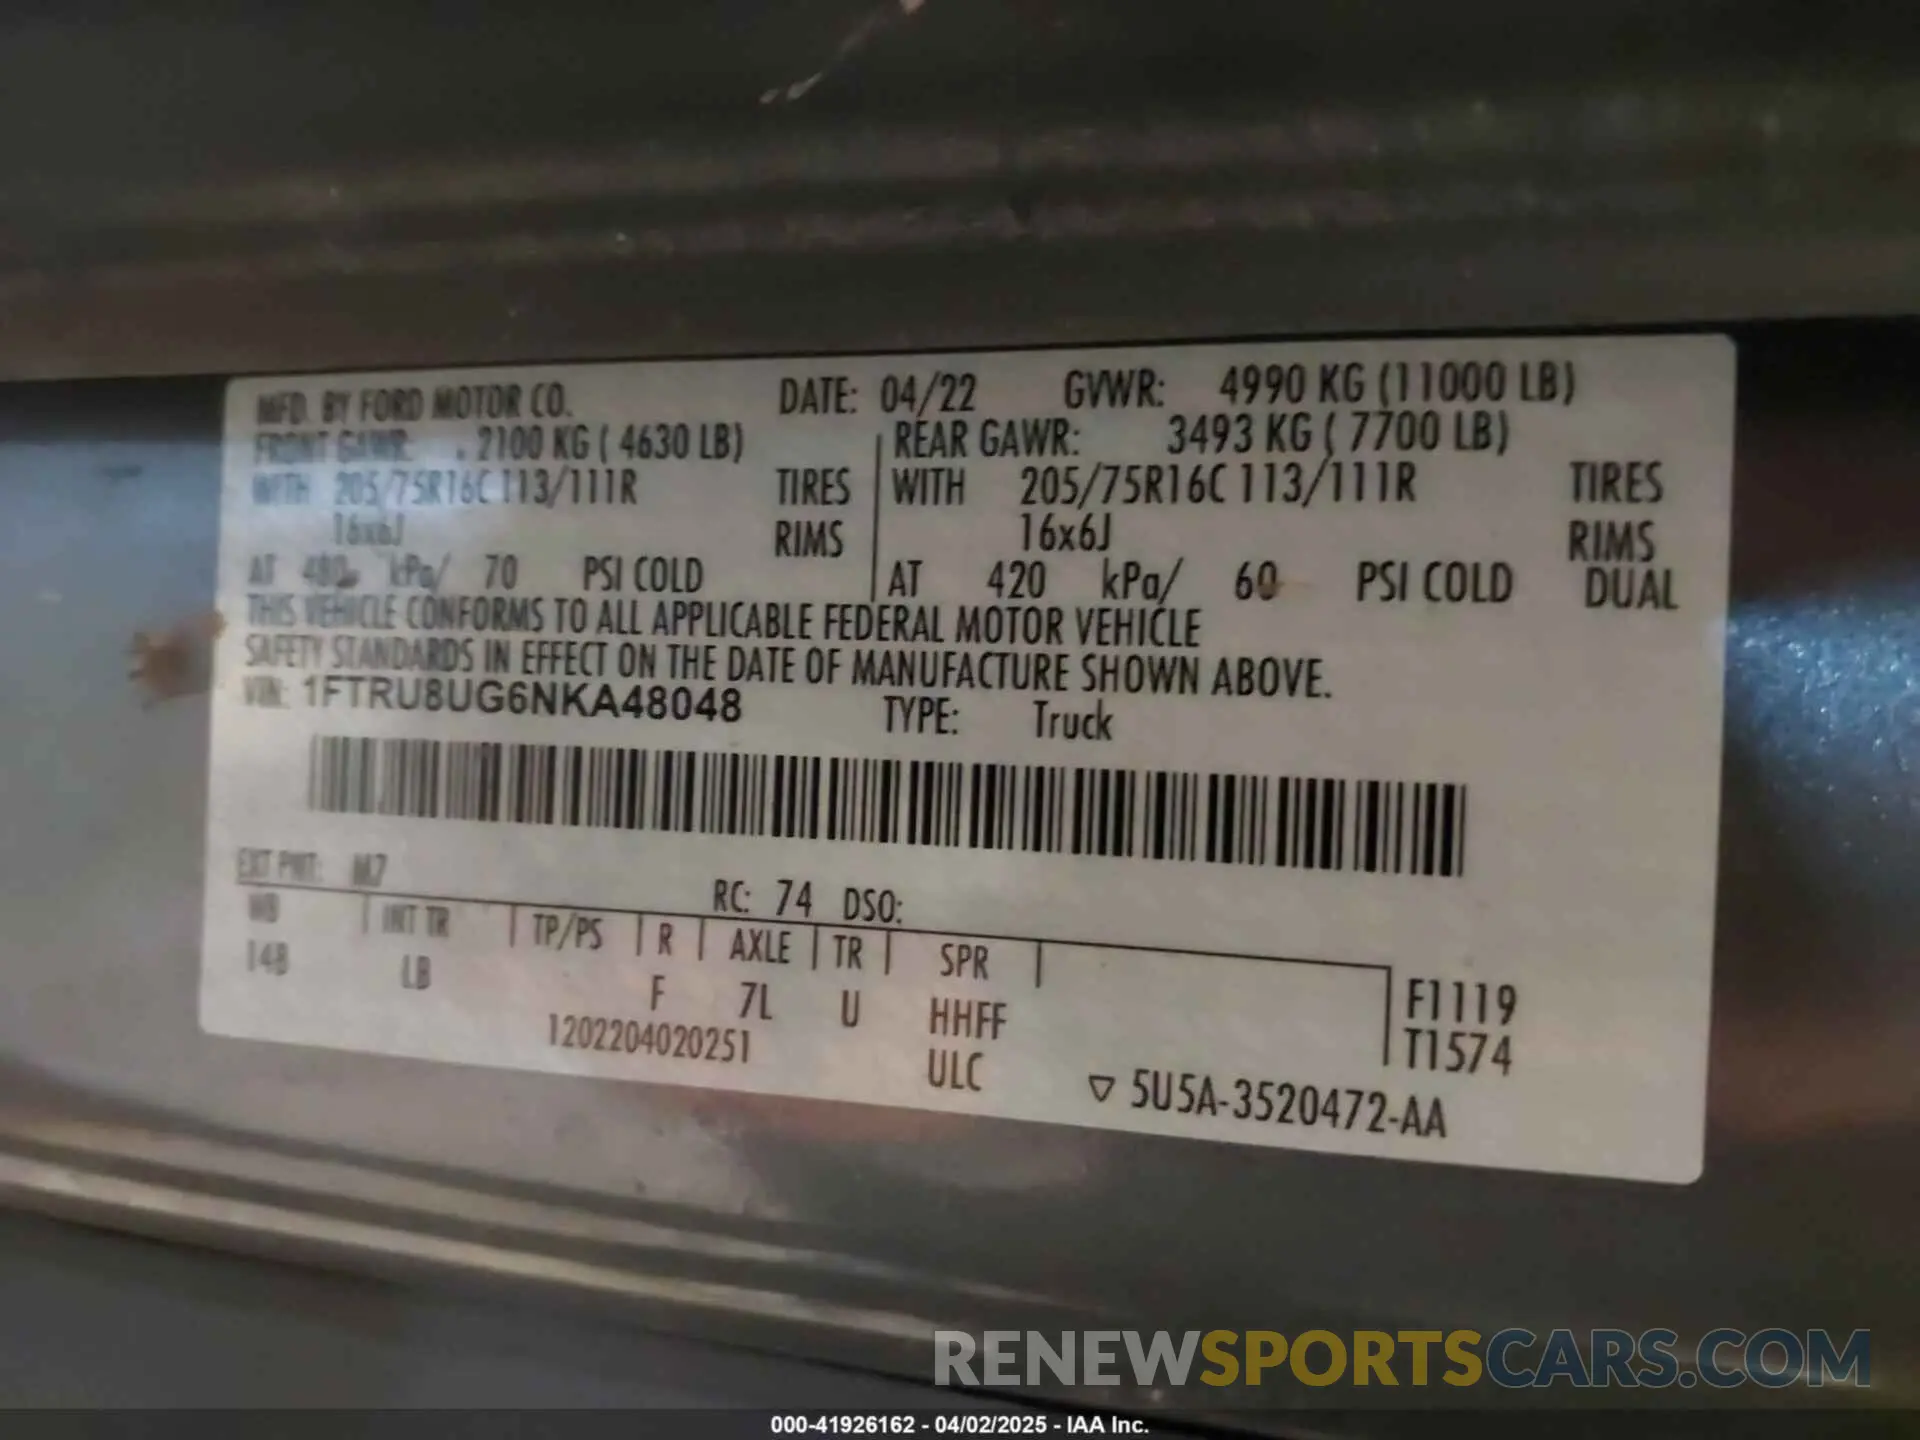 MFD. BY FORD MOTOR CO. DATE: 04/22 GVWR: 4990 KG (11000 LB)
FRONT GAWR: 2100 KG ( 4630 LB) REAR GAWR: 3493 KG ( 7700 LB)
WITH 205/75R16C 113/111R TIRES WITH 205/75R16C 113/111R TIRES
16x6J RIMS 16x6J RIMS
AT 480 kPa/ 70 PSI COLD AT 420 kPa/ 60 PSI COLD DUAL
THIS VEHICLE CONFORMS TO ALL APPLICABLE FEDERAL MOTOR VEHICLE
SAFETY STANDARDS IN EFFECT ON THE DATE OF MANUFACTURE SHOWN ABOVE.
VIN: 1FTRU8UG6NKA48048 TYPE: Truck
EXT PNT: M7 RC: 74 DSO:
WB INT TR TP/PS R AXLE TR SPR
148 LB F 7L U HHFF F1119
1202204020251 ULC T1574
▽ 5U5A-3520472-AA
RENEWSPORTSCARS.COM
000-41926162 - 04/02/2025 - IAA Inc.